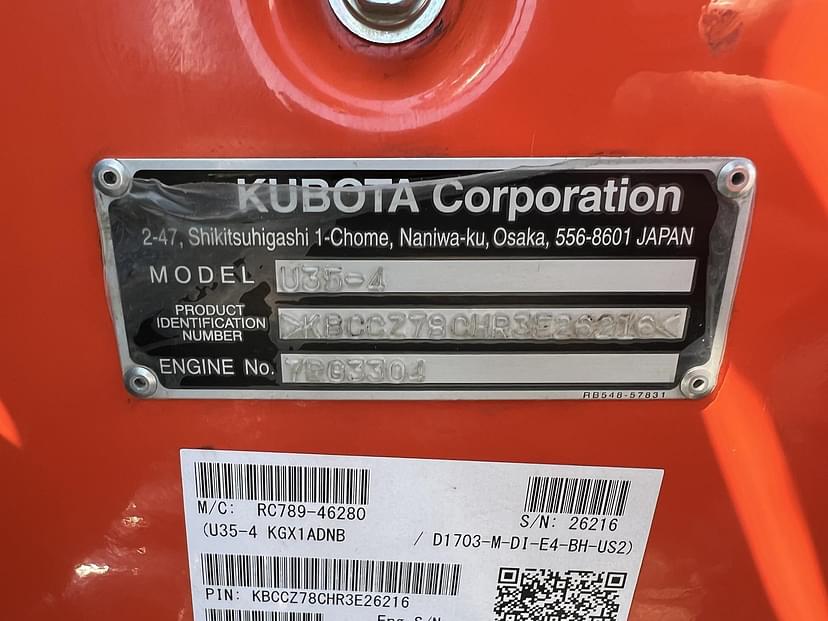 KUBOTA Corporation
2-47, Shikitsuhigashi 1-Chome, Naniwa-ku, Osaka, 556-8601 JAPAN
MODEL U35-4
PRODUCT
IDENTIFICATION
NUMBER
>KBCCZ78CHR3E26216<
ENGINE No.
RB548-57831
M/C: RC789-46280
S/N: 26216
(U35-4 KGX1ADNB / D1703-M-DI-E4-BH-US2)
PIN: KBCCZ78CHR3E26216
Eng S/N